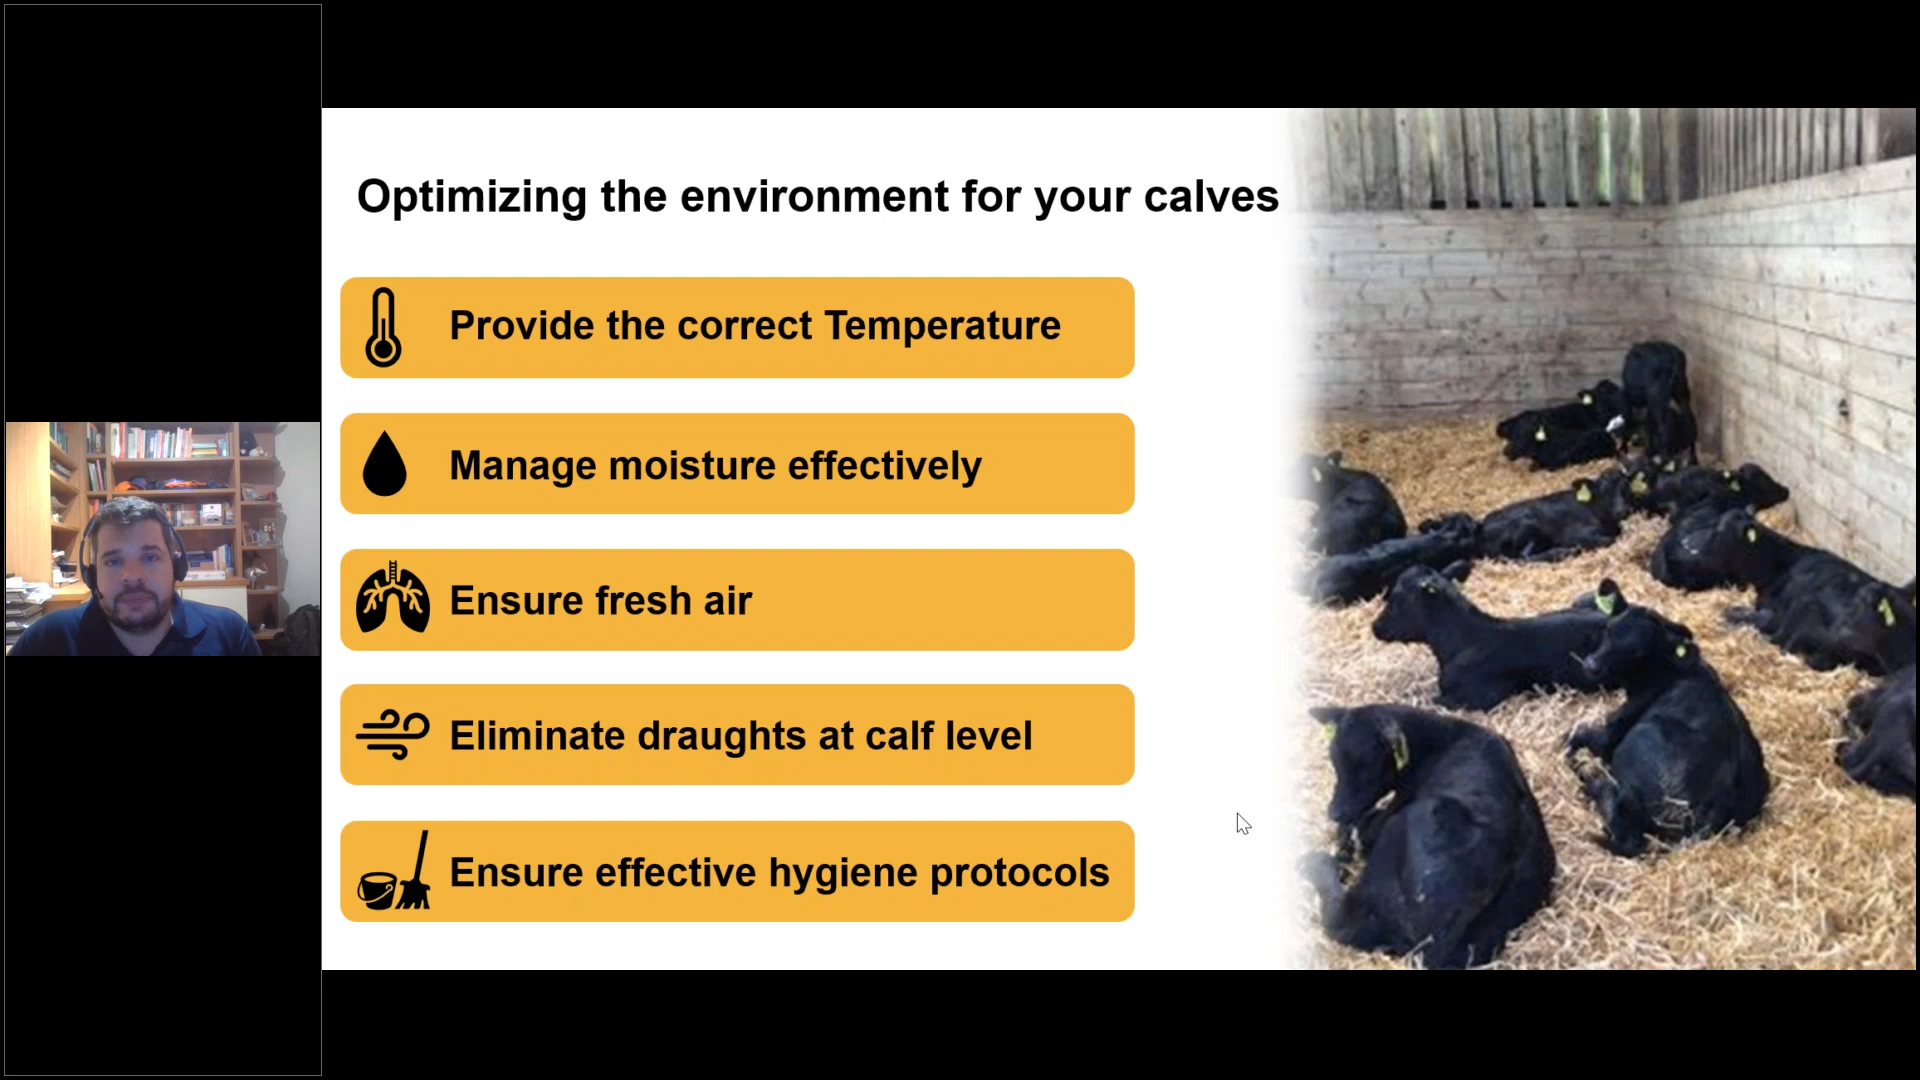 Optimizing the environment for your calves
Provide the correct Temperature
Manage moisture effectively
Ensure fresh air
Eliminate draughts at calf level
Ensure effective hygiene protocols